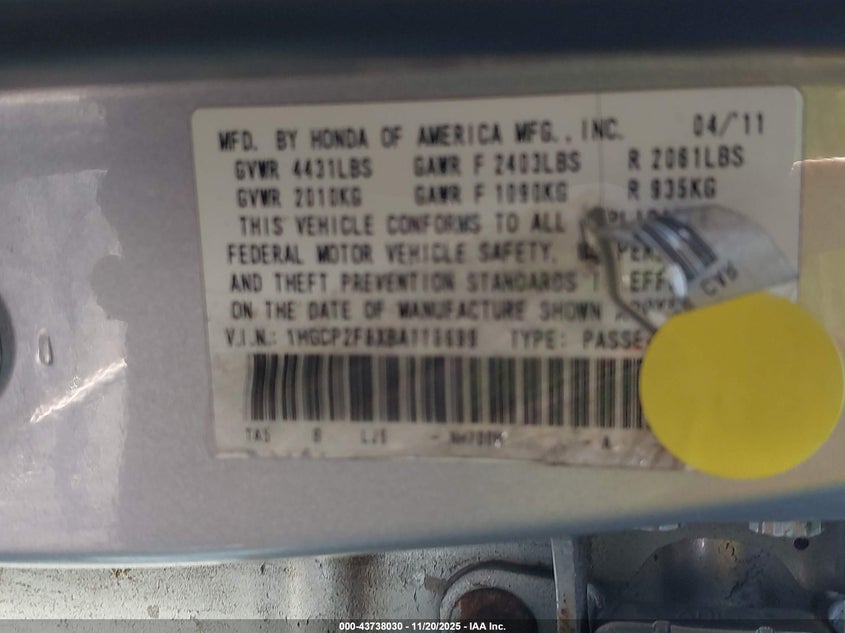 MFD. BY HONDA OF AMERICA MFG., INC. 04/'11
GVWR 4431LBS GAWR F 2403LBS R 2061LBS
GVWR 2010KG GAWR F 1090KG R 935KG
THIS VEHICLE CONFORMS TO ALL
FEDERAL MOTOR VEHICLE SAFETY,
AND THEFT PREVENTION STANDARDS
ON THE DATE OF MANUFACTURE SHOWN
V.I.N.: TYPE:
TA5 B - A
000-43738030 - 11/20/2025 - IAA Inc.